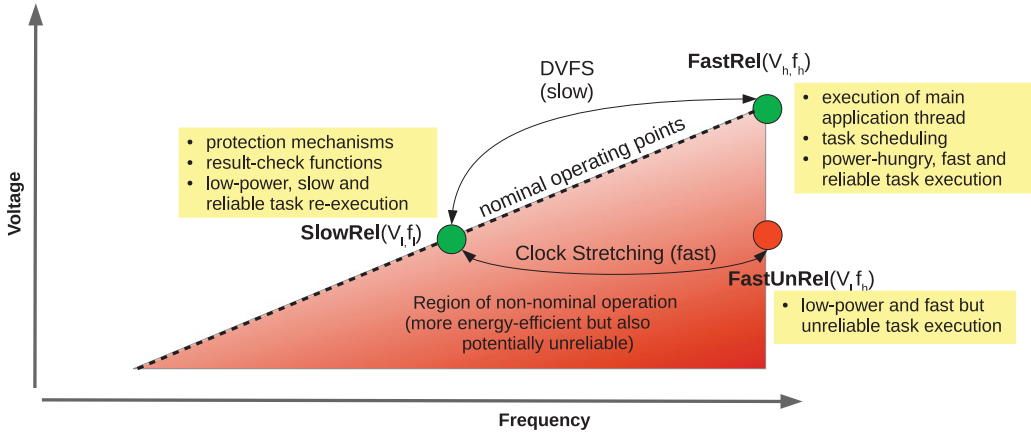 FastRel(Vh,fh)
DVFS
(slow)
• execution of main
application thread
• task scheduling
• power-hungry, fast and
reliable task execution
• protection mechanisms
• result-check functions
• low-power, slow and
reliable task re-execution
nominal operating points
SlowRel(Vl,fl)
Clock Stretching (fast)
FastUnRel(Vl,fh)
• low-power and fast but
unreliable task execution
Region of non-nominal operation
(more energy-efficient but also
potentially unreliable)
Voltage
Frequency